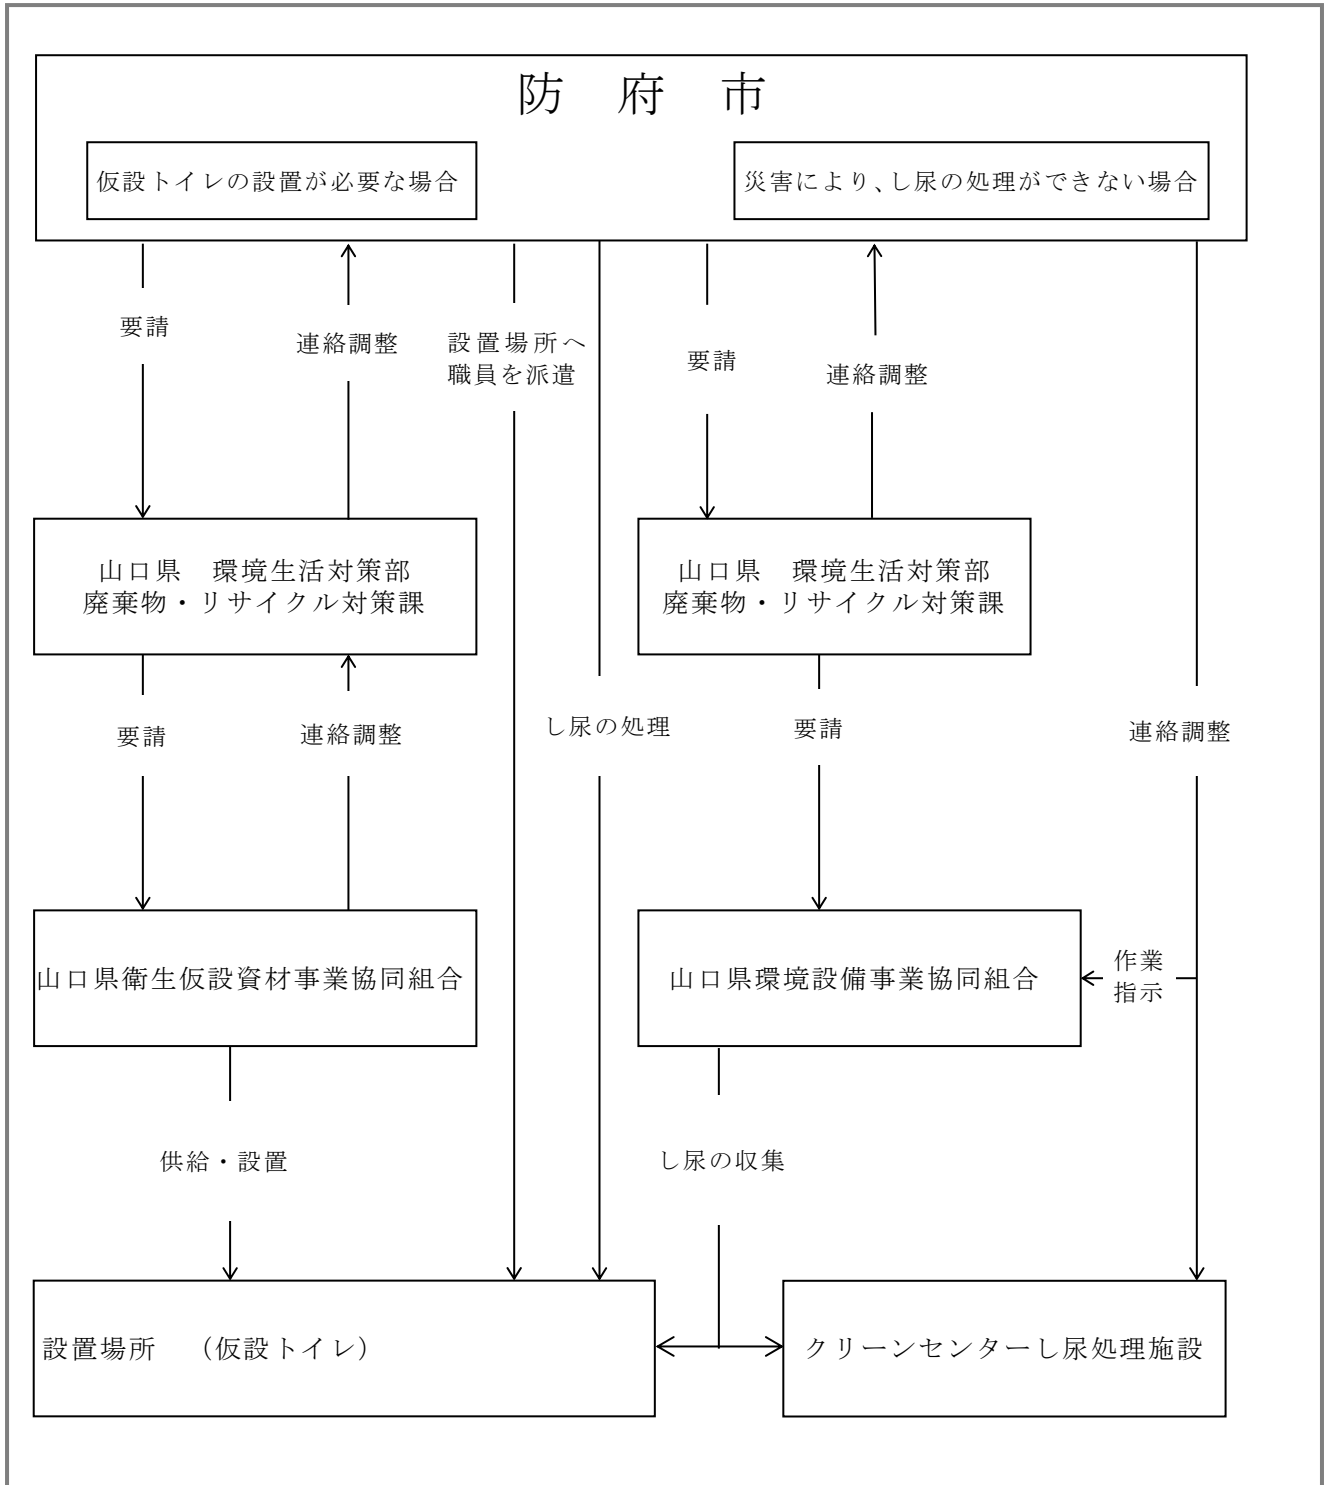 防　府　市
仮設トイレの設置が必要な場合
災害により、し尿の処理ができない場合
要請
連絡調整
設置場所へ
職員を派遣
要請
連絡調整
山口県　環境生活対策部
廃棄物・リサイクル対策課
山口県　環境生活対策部
廃棄物・リサイクル対策課
要請
連絡調整
し尿の処理
要請
連絡調整
山口県衛生仮設資材事業協同組合
山口県環境設備事業協同組合
作業
指示
供給・設置
し尿の収集
設置場所　（仮設トイレ）
クリーンセンターし尿処理施設